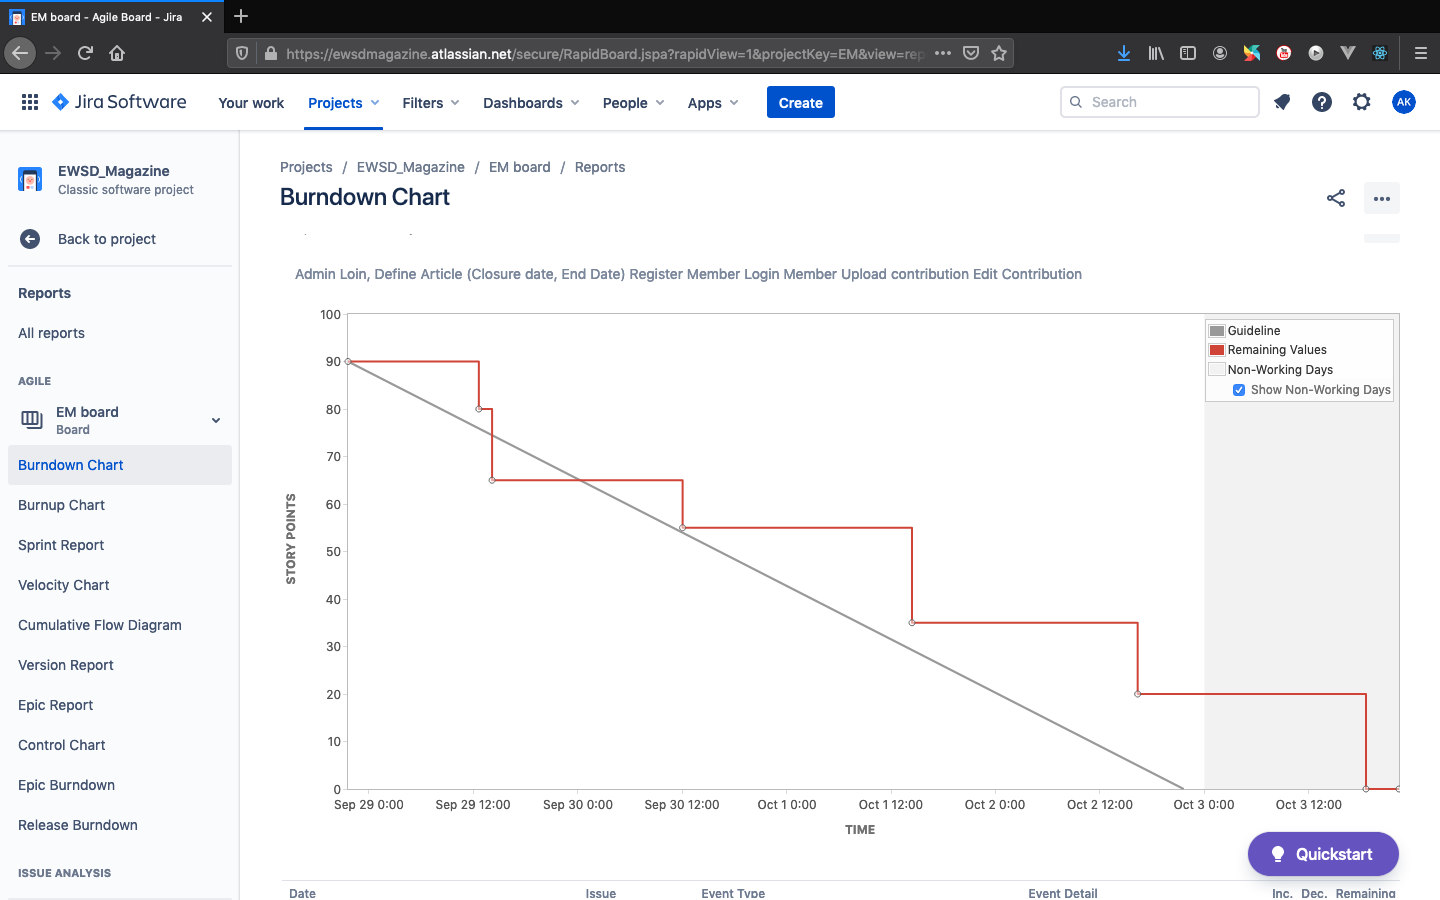 EM board - Agile Board - Jira
https://ewsdmagazine.atlassian.net/secure/RapidBoard.jspa?rapidView=1&projectKey=EM&view=rep
Jira Software Your work Projects Filters Dashboards People Apps Create Search AK
EWSD_Magazine
Classic software project
Back to project
Reports
All reports
AGILE
EM board
Board
Burndown Chart
Burnup Chart
Sprint Report
Velocity Chart
Cumulative Flow Diagram
Version Report
Epic Report
Control Chart
Epic Burndown
Release Burndown
ISSUE ANALYSIS
Projects / EWSD_Magazine / EM board / Reports
Burndown Chart
Admin Loin, Define Article (Closure date, End Date) Register Member Login Member Upload contribution Edit Contribution
100
90
80
70
60
50
40
30
20
10
0
STORY POINTS
Guideline
Remaining Values
Non-Working Days
Show Non-Working Days
Sep 29 0:00 Sep 29 12:00 Sep 30 0:00 Sep 30 12:00 Oct 1 0:00 Oct 1 12:00 Oct 2 0:00 Oct 2 12:00 Oct 3 0:00 Oct 3 12:00
TIME
Quickstart
Date Issue Event Type Event Detail Inc. Dec. Remaining